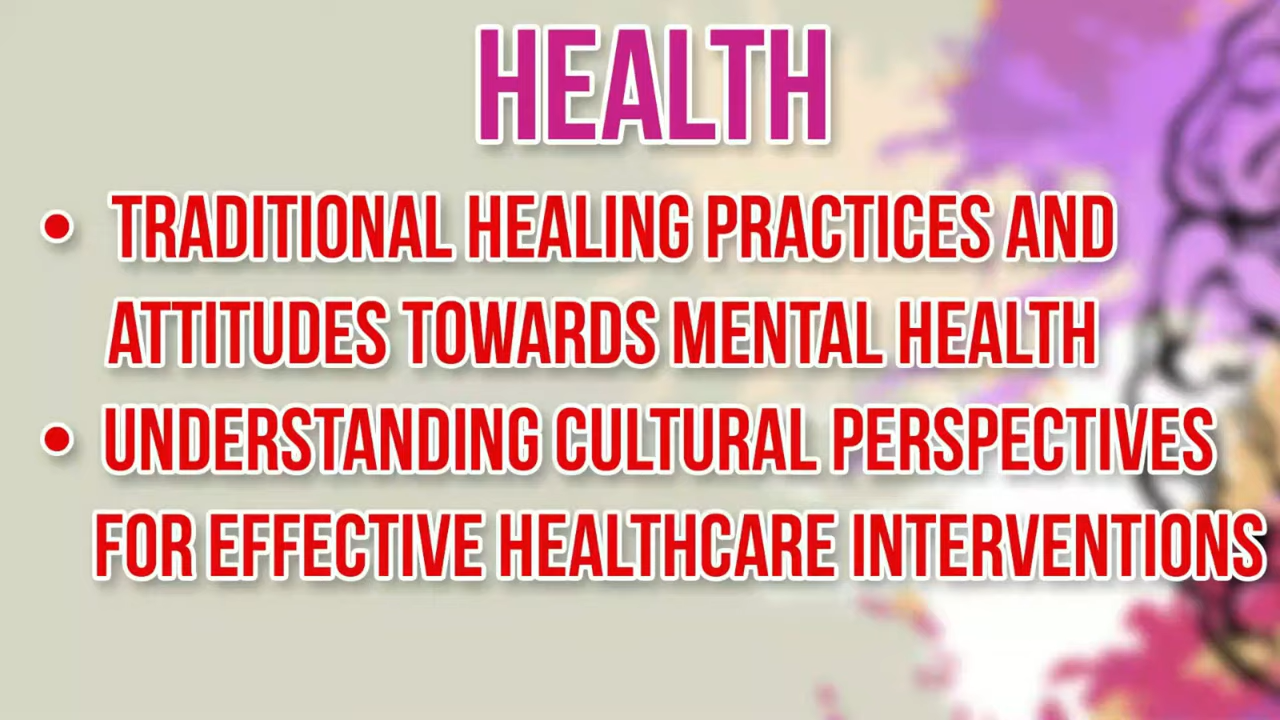 HEALTH
• TRADITIONAL HEALING PRACTICES AND
ATTITUDES TOWARDS MENTAL HEALTH
• UNDERSTANDING CULTURAL PERSPECTIVES
FOR EFFECTIVE HEALTHCARE INTERVENTIONS